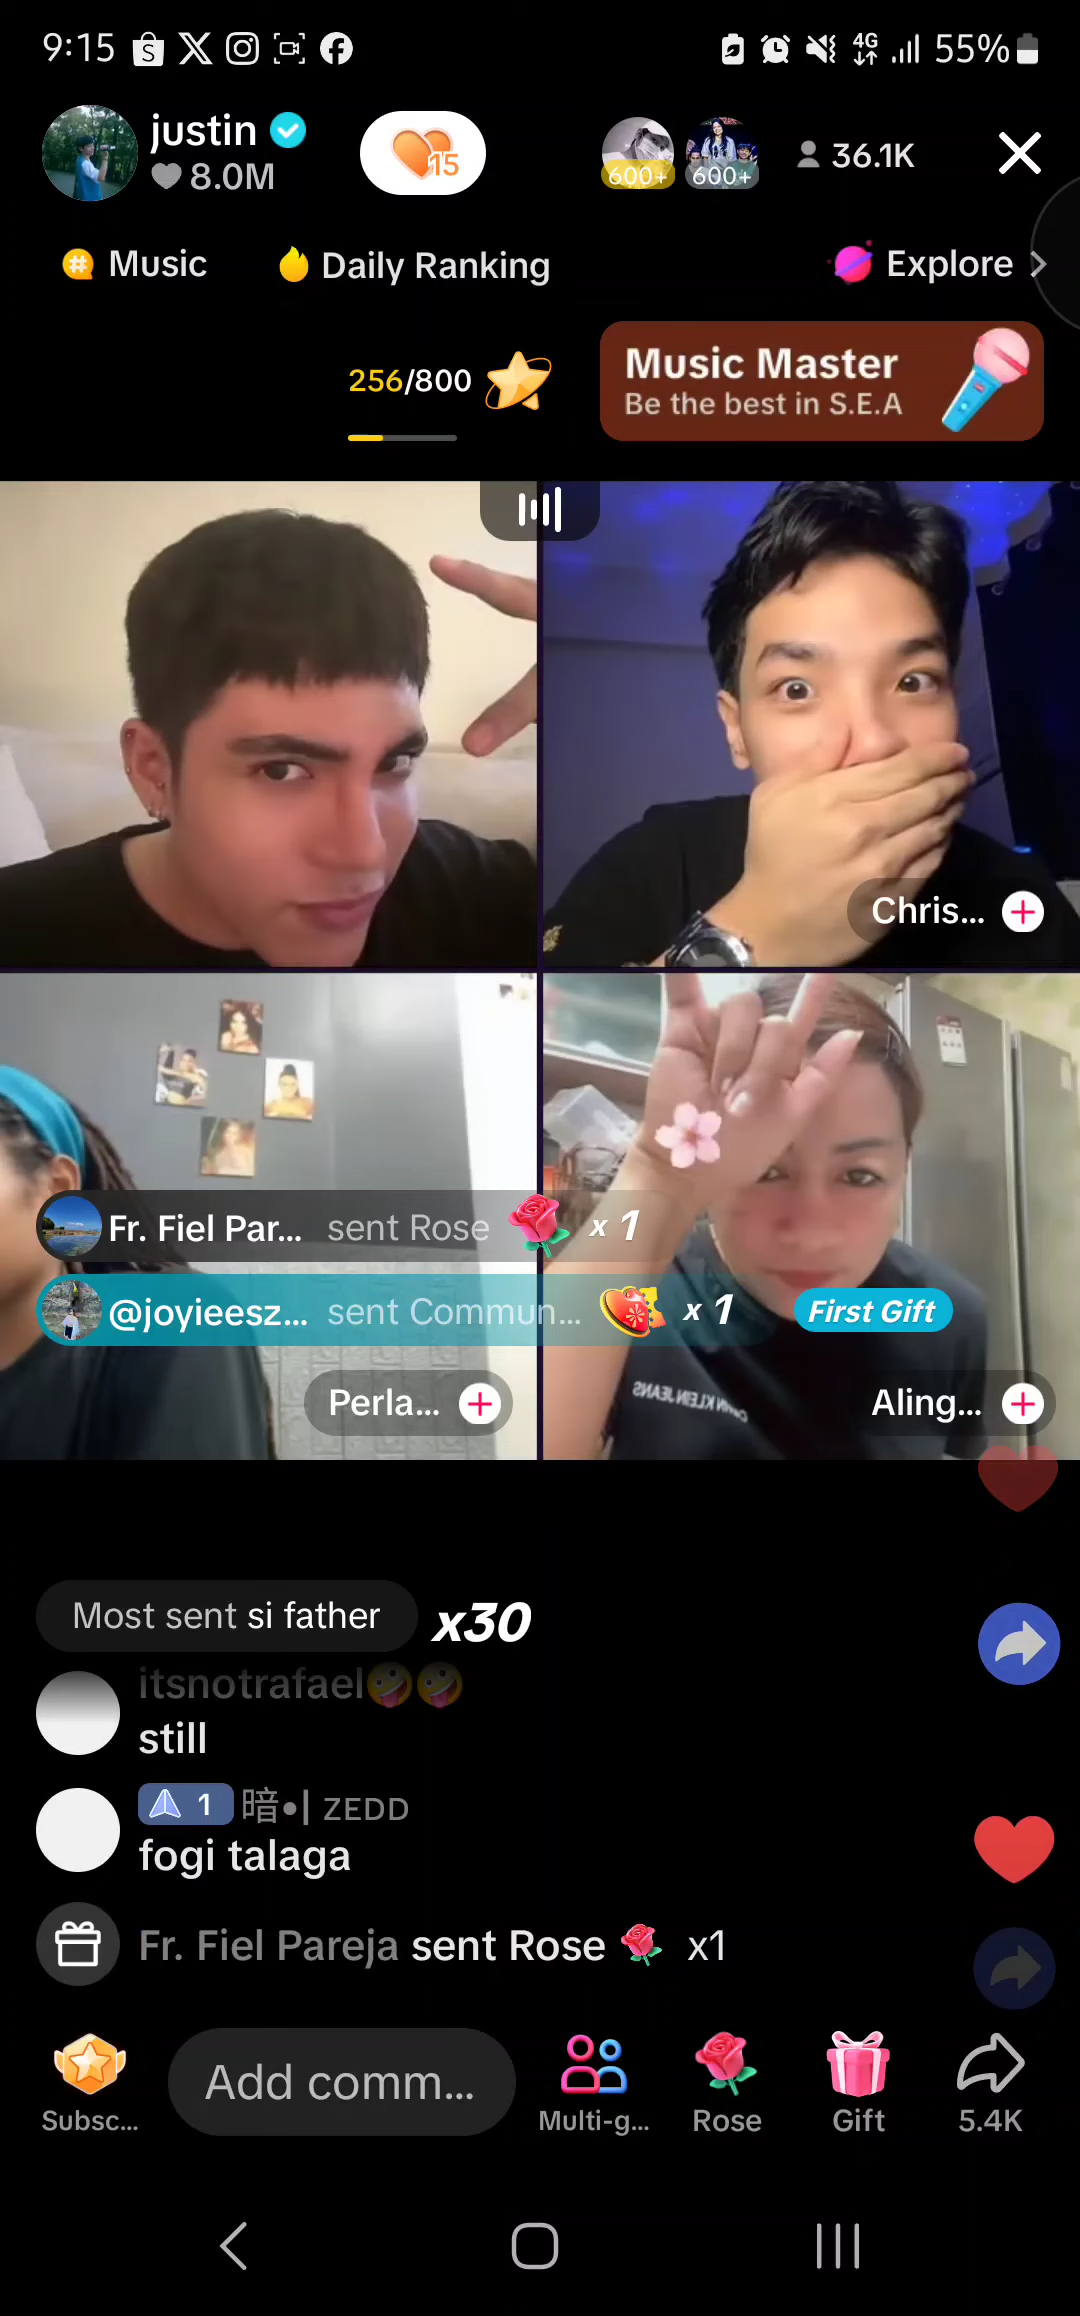 9:15
4G
55%
justin
8.0M
15
600+
600+
36.1K
Music
Daily Ranking
Explore
256/800
Music Master
Be the best in S.E.A
Chris...
Fr. Fiel Par... sent Rose x 1
@joyieesz... sent Commun... x 1 First Gift
KLEIN JEANS
Perla...
Aling...
Most sent si father x30
itsnotrafael🤪🤪
still
1 暗•| ZEDD
fogi talaga
Fr. Fiel Pareja sent Rose 🌹 x1
Subsc...
Add comm...
Multi-g...
Rose
Gift
5.4K